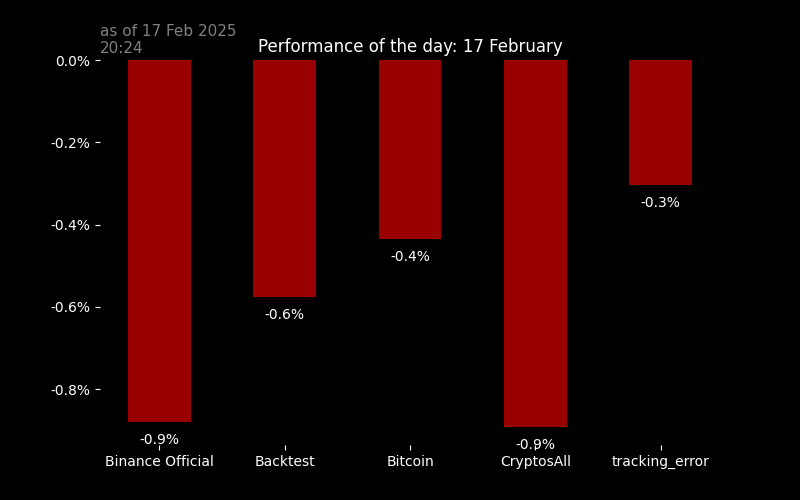 as of 17 Feb 2025
20:24
Performance of the day: 17 February
0.0%
-0.2%
-0.4%
-0.6%
-0.8%
-0.9%
-0.6%
-0.4%
-0.9%
-0.3%
Binance Official
Backtest
Bitcoin
CryptosAll
tracking_error